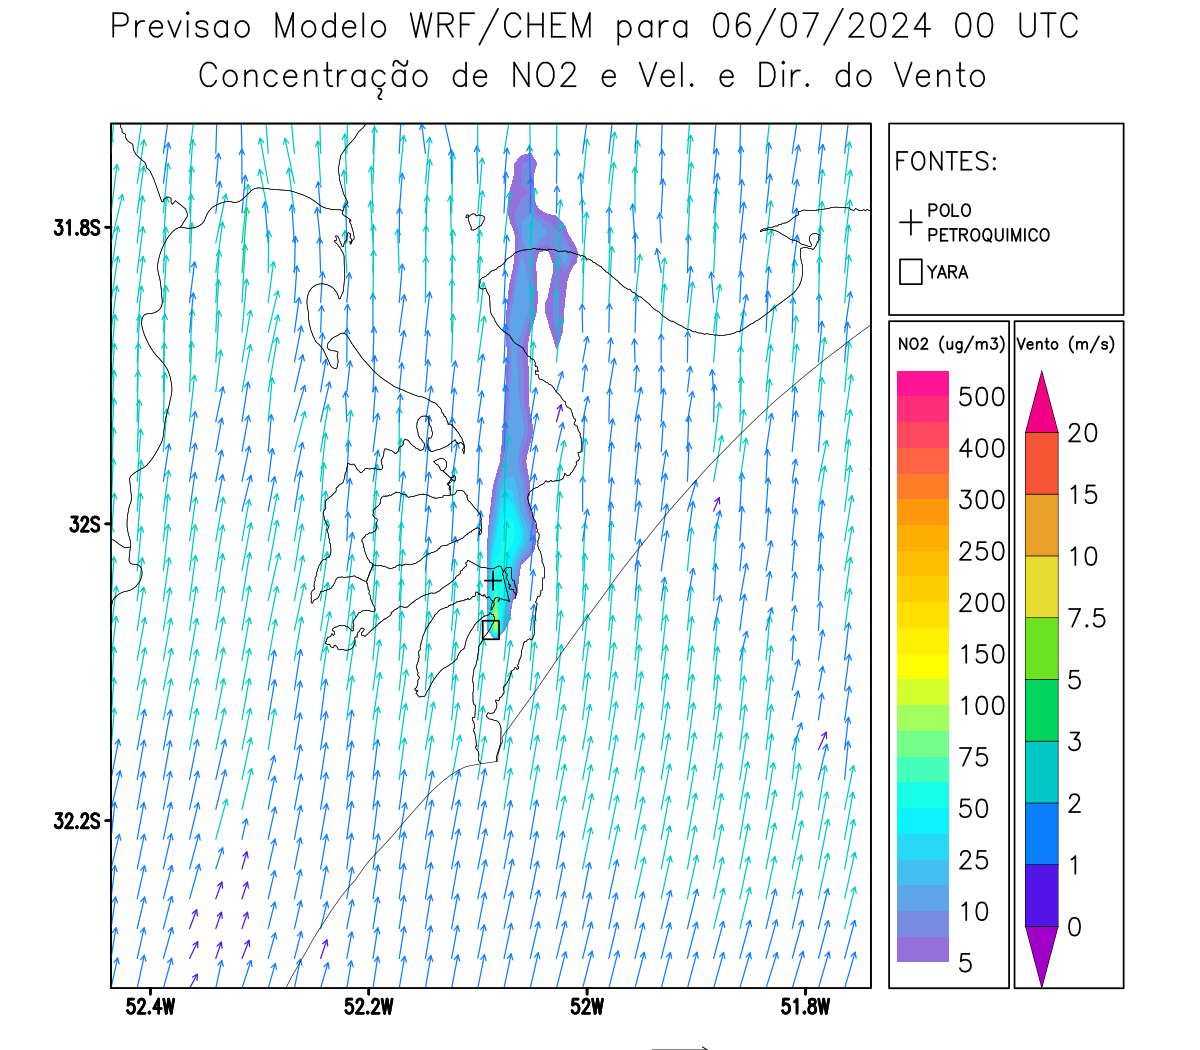 Previsao Modelo WRF/CHEM para 06/07/2024 00 UTC
Concentração de NO2 e Vel. e Dir. do Vento
FONTES:
POLO
PETROQUIMICO
YARA
NO2 (ug/m3)
500
400
300
250
200
150
100
75
50
25
10
5
Vento (m/s)
20
15
10
7.5
5
3
2
1
0
31.8S
32S
32.2S
52.4W
52.2W
52W
51.8W